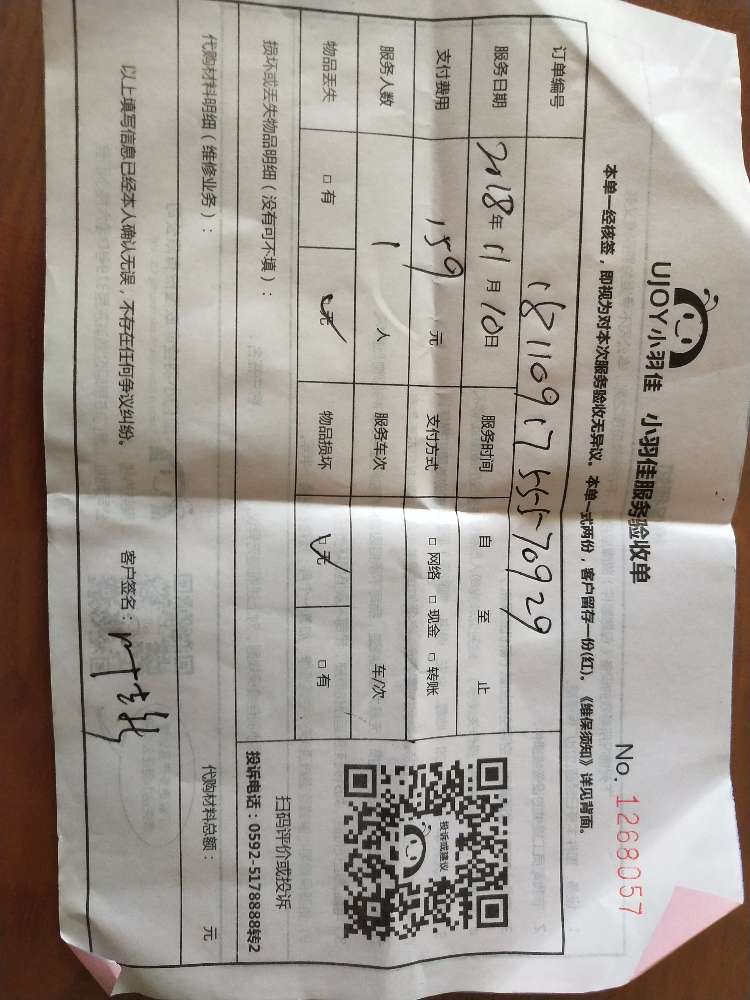 UJOY小羽佳 小羽佳服务验收单
No. 1268057
本单一经核签，即视为对本次服务验收无异议。本单一式两份，客户留存一份(红)。《维保须知》详见背面。
订单编号 1811091755570929
服务日期 2018年11月10日 服务时间 自 至 止
支付费用 159元 支付方式 □ 网络 □ 现金 □ 转账
服务人数 1 人 服务车次 车/次
物品丢失 □ 有 □ 无 ✓ 物品损坏 □ 无 ✓ □ 有
投诉或建议
扫码评价或投诉
投诉电话：0592-5178888转2
损坏或丢失物品明细（没有可不填）：
代购材料明细（维修业务）： 代购材料总额： 元
以上填写信息已经本人确认无误，不存在任何争议纠纷。 客户签名：